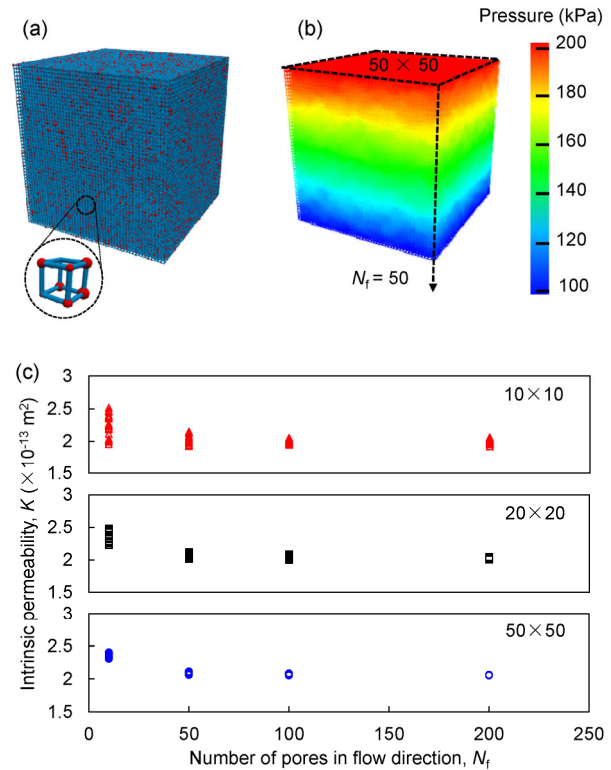 (a)
(b)
Pressure (kPa)
50 × 50
200
180
160
140
120
100
N_f = 50
(c)
Intrinsic permeability, K (×10⁻¹³ m²)
3
2.5
2
1.5
10×10
3
2.5
2
1.5
20×20
3
2.5
2
1.5
50×50
0 50 100 150 200 250
Number of pores in flow direction, N_f